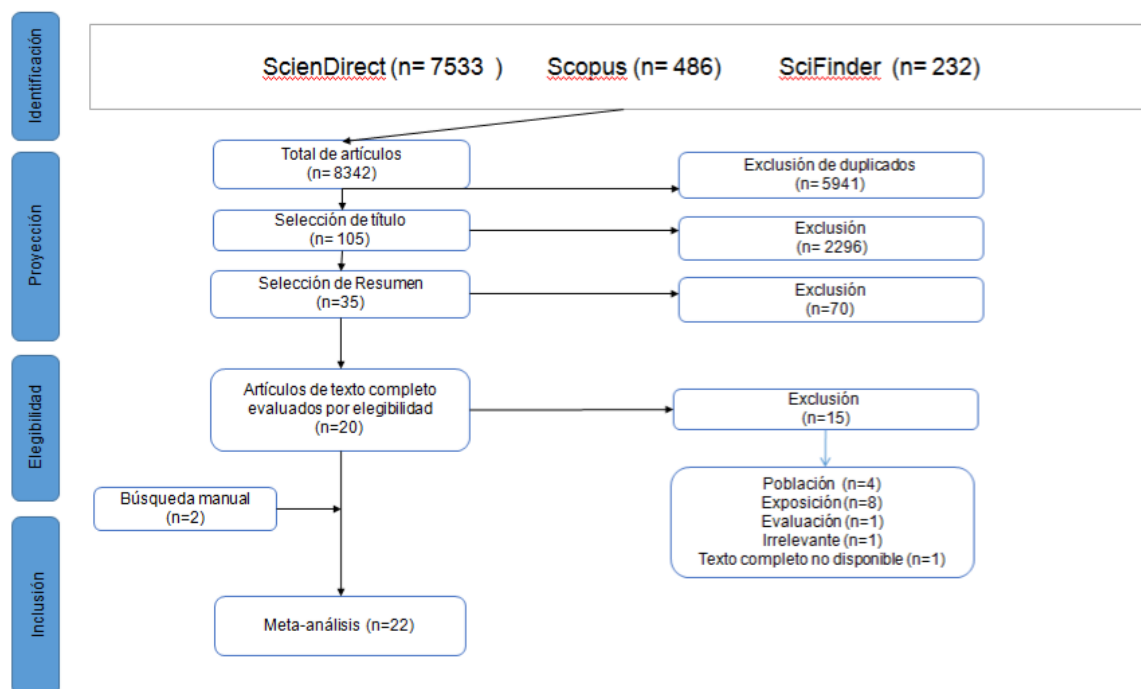 Identificación
ScienDirect (n= 7533 ) Scopus (n= 486) SciFinder (n= 232)
Proyección
Total de artículos
(n= 8342)
Exclusión de duplicados
(n= 5941)
Selección de título
(n= 105)
Exclusión
(n= 2296)
Selección de Resumen
(n=35)
Exclusión
(n=70)
Elegibilidad
Artículos de texto completo
evaluados por elegibilidad
(n=20)
Exclusión
(n=15)
Población (n=4)
Exposición (n=8)
Evaluación (n=1)
Irrelevante (n=1)
Texto completo no disponible (n=1)
Búsqueda manual
(n=2)
Inclusión
Meta-análisis (n=22)